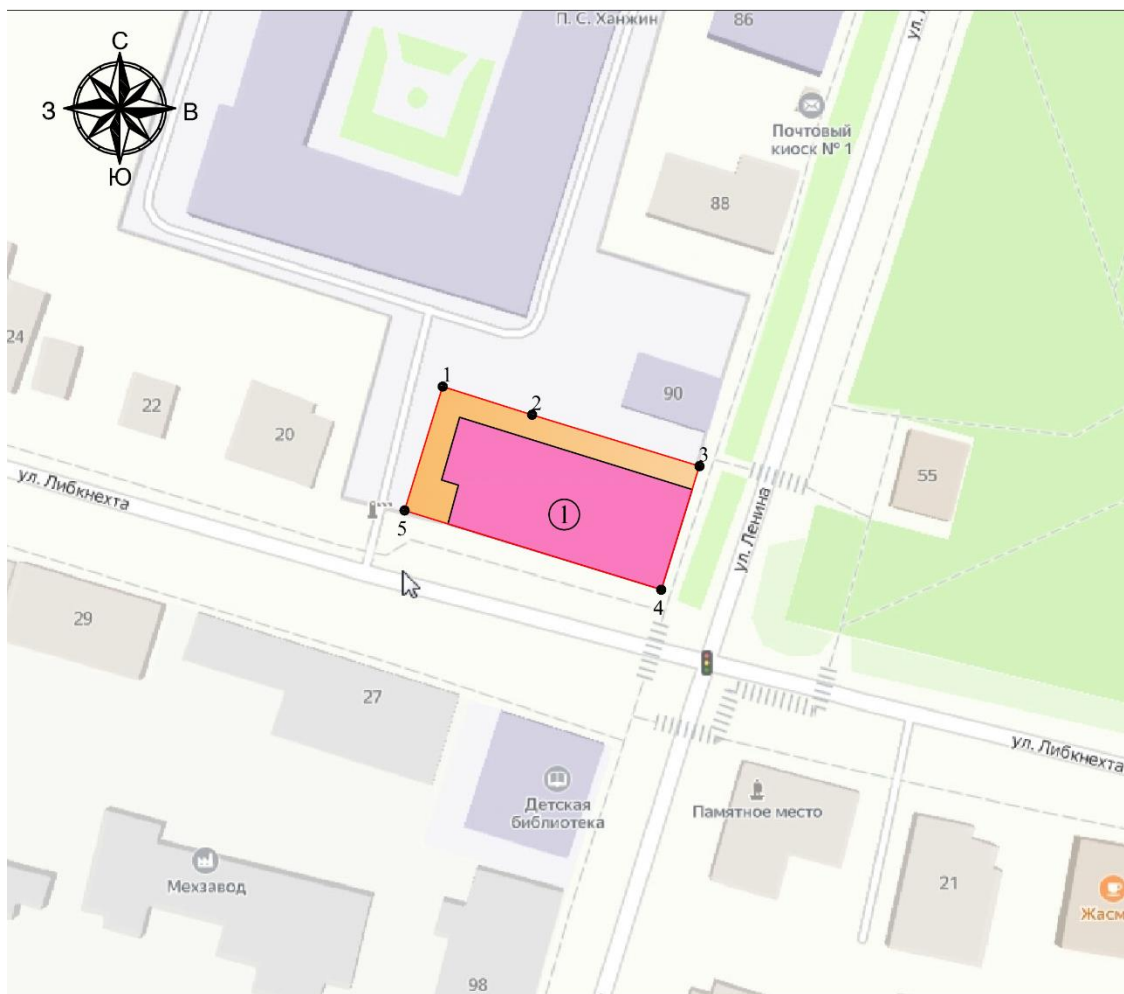 П. С. Ханжин
86
ул. Л
С
З
В
Ю
Почтовый
киоск № 1
88
24
22
20
90
1
2
3
55
ул. Либкнехта
5
1
ул. Ленина
4
29
27
ул. Либкнехта
Детская
библиотека
Памятное место
Мехзавод
21
Жасм
98